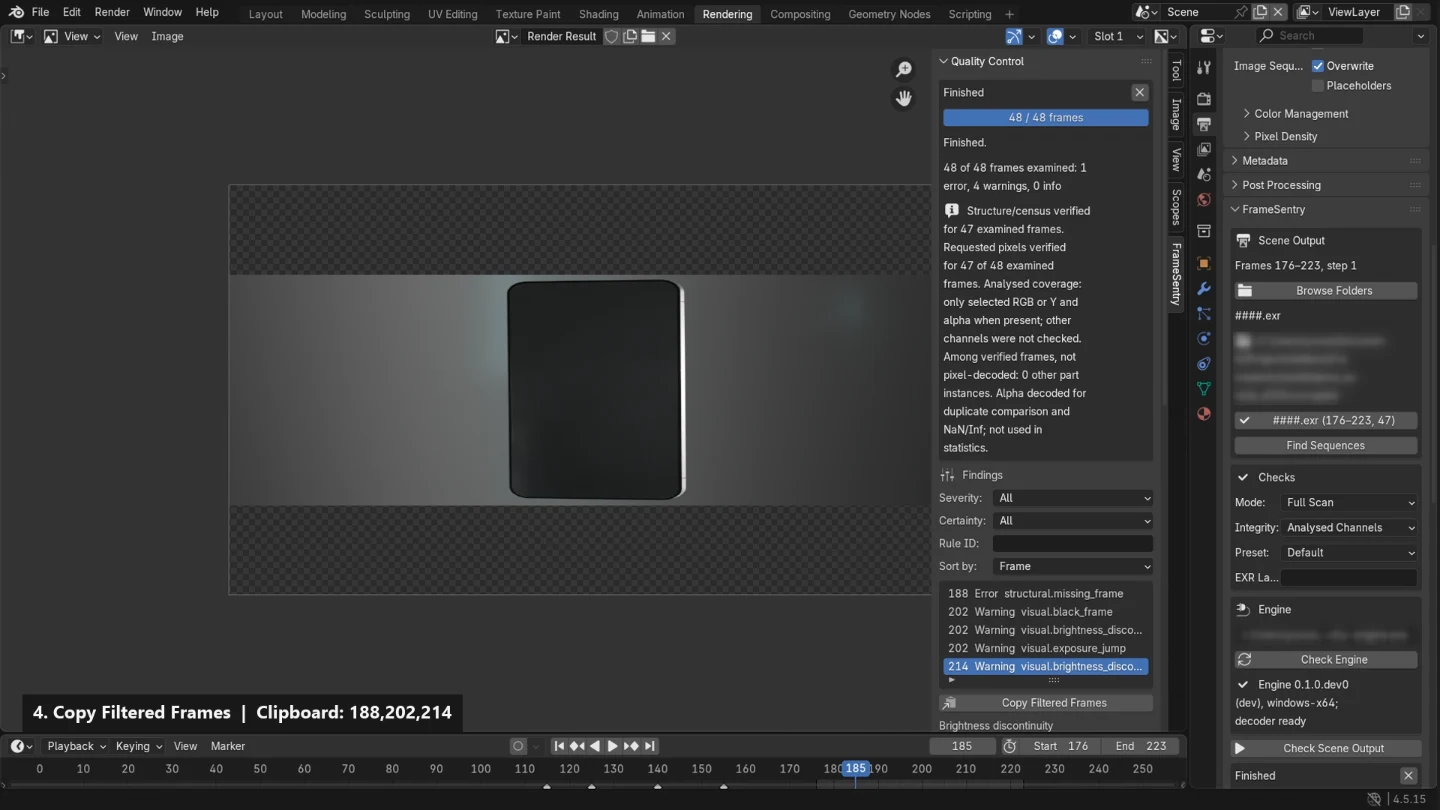 File Edit Render Window Help Layout Modeling Sculpting UV Editing Texture Paint Shading Animation Rendering Compositing Geometry Nodes Scripting + Scene ViewLayer
View View Image Render Result Slot 1 Search
Quality Control
Finished
48 / 48 frames
Finished.
48 of 48 frames examined: 1
error, 4 warnings, 0 info
Structure/census verified
for 47 examined frames.
Requested pixels verified
for 47 of 48 examined
frames. Analysed coverage:
only selected RGB or Y and
alpha when present; other
channels were not checked.
Among verified frames, not
pixel-decoded: 0 other part
instances. Alpha decoded for
duplicate comparison and
NaN/Inf; not used in
statistics.
Findings
Severity: All
Certainty: All
Rule ID:
Sort by: Frame
188 Error structural.missing_frame
202 Warning visual.black_frame
202 Warning visual.brightness_disco...
202 Warning visual.exposure_jump
214 Warning visual.brightness_disco...
Copy Filtered Frames
Brightness discontinuity
Tool
Image
View
Scopes
FrameSentry
Image Sequ... Overwrite
Placeholders
Color Management
Pixel Density
Metadata
Post Processing
FrameSentry
Scene Output
Frames 176–223, step 1
Browse Folders
####.exr
####.exr (176–223, 47)
Find Sequences
Checks
Mode: Full Scan
Integrity: Analysed Channels
Preset: Default
EXR La...
Engine
Check Engine
Engine 0.1.0.dev0
(dev), windows-x64;
decoder ready
Check Scene Output
Finished
4. Copy Filtered Frames | Clipboard: 188,202,214
Playback Keying View Marker 185 Start 176 End 223
0 10 20 30 40 50 60 70 80 90 100 110 120 130 140 150 160 170 180 185 190 200 210 220 230 240 250
4.5.15